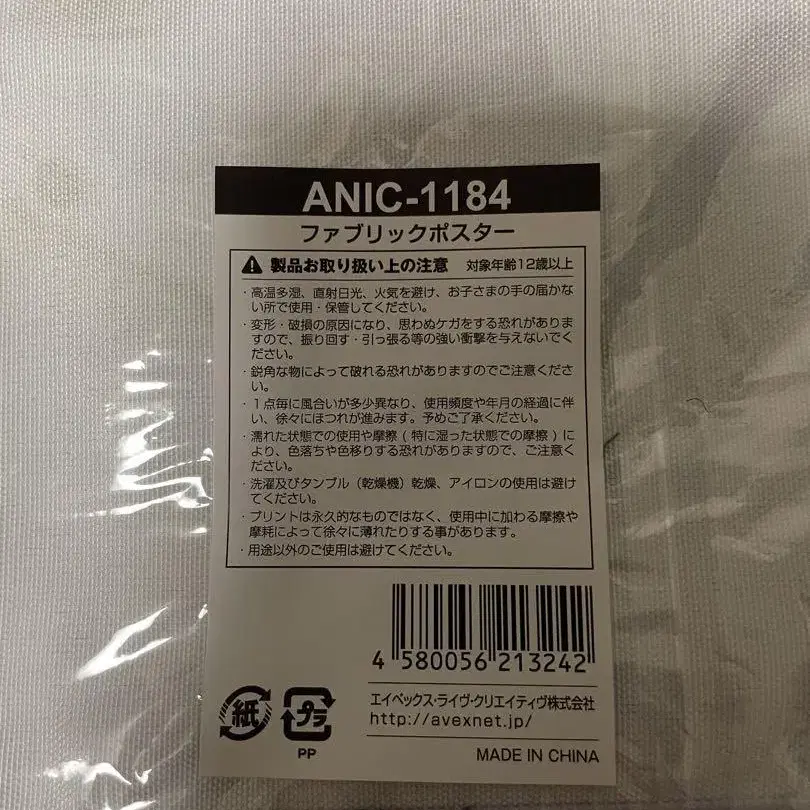 ANIC-1184
ファブリックポスター
製品お取り扱い上の注意 対象年齢12歳以上
・高温多湿、直射日光、火気を避け、お子さまの手の届かな
い所で使用・保管してください。
・変形・破損の原因になり、思わぬケガをする恐れがありま
すので、振り回す・引っ張る等の強い衝撃を与えないでく
ださい。
・鋭角な物によって破れる恐れがありますのでご注意くださ
い。
・1点毎に風合いが多少異なり、使用頻度や年月の経過に伴
い、徐々にほつれが進みます。予めご了承ください。
・濡れた状態での使用や摩擦 ( 特に湿った状態での摩擦 ) に
より、色落ちや色移りする恐れがありますので、ご注意く
ださい。
・洗濯及びタンブル（乾燥機）乾燥、アイロンの使用は避け
てください。
・プリントは永久的なものではなく、使用中に加わる摩擦や
摩耗によって徐々に薄れたりする事があります。
・用途以外のご使用は避けてください。
4 580056 213242
紙 プラ
PP
エイベックス・ライヴ・クリエイティヴ株式会社
http://avexnet.jp/
MADE IN CHINA